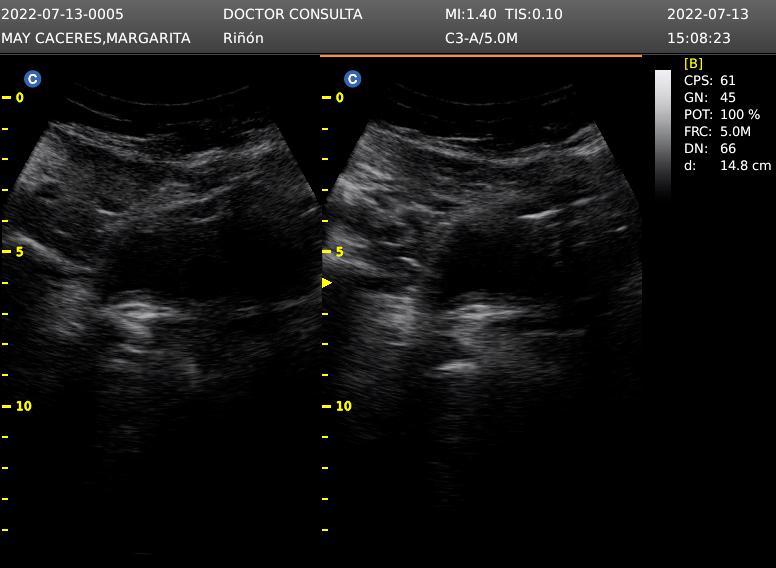 2022-07-13-0005 DOCTOR CONSULTA MI:1.40 TIS:0.10 2022-07-13
MAY CACERES,MARGARITA Riñón C3-A/5.0M 15:08:23
[B]
CPS: 61
GN: 45
POT: 100 %
FRC: 5.0M
DN: 66
d: 14.8 cm
C C
0 0
5 5
10 10